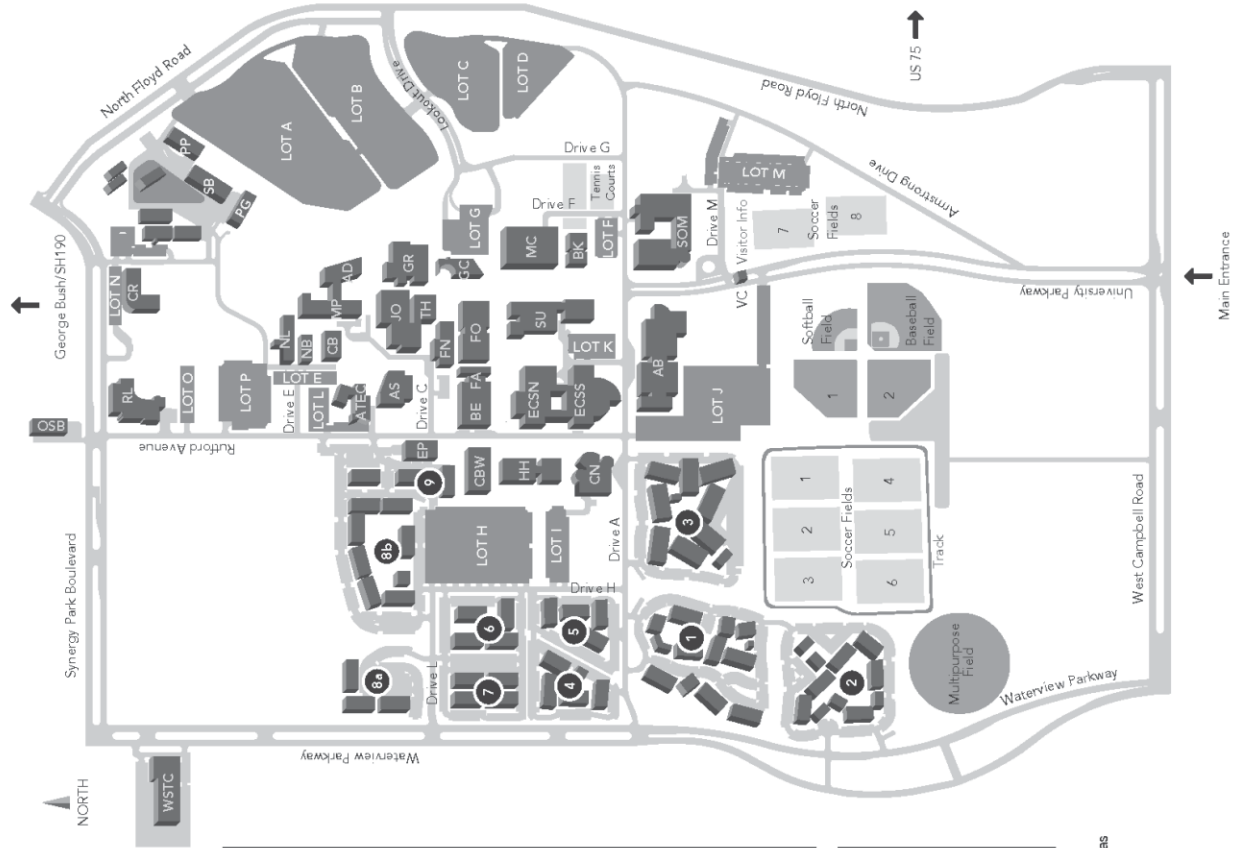 NORTH
WSTC
Synergy Park Boulevard
OSB
George Bush/SH190
North Floyd Road
RL
LOT O
LOT N
CR
PP
SB
PG
LOT A
LOT B
Lookout Drive
LOT C
LOT D
US 75
Rutford Avenue
LOT P
Drive E
LOT E
LOT L
NL
NB
CB
MP
AD
ATEC
AS
JO
TH
GR
Drive C
FN
GC
LOT G
Drive G
Waterview Parkway
8a
8b
9
EP
BE
FA
FO
Drive L
7
6
LOT H
CBW
HH
ECSN
ECSS
SU
MC
Drive F
Tennis
Courts
BK
LOT F
LOT K
4
5
LOT I
Drive H
CN
Drive A
3
1
2
AB
LOT J
SOM
Drive M
LOT M
North Floyd Road
VC
Visitor Info
7
Soccer
Fields
8
Armstrong Drive
Softball
Field
Baseball
Field
1
2
3
2
1
Soccer Fields
6
5
4
Track
Multipurpose
Field
Waterview Parkway
University Parkway
West Campbell Road
Main Entrance
as